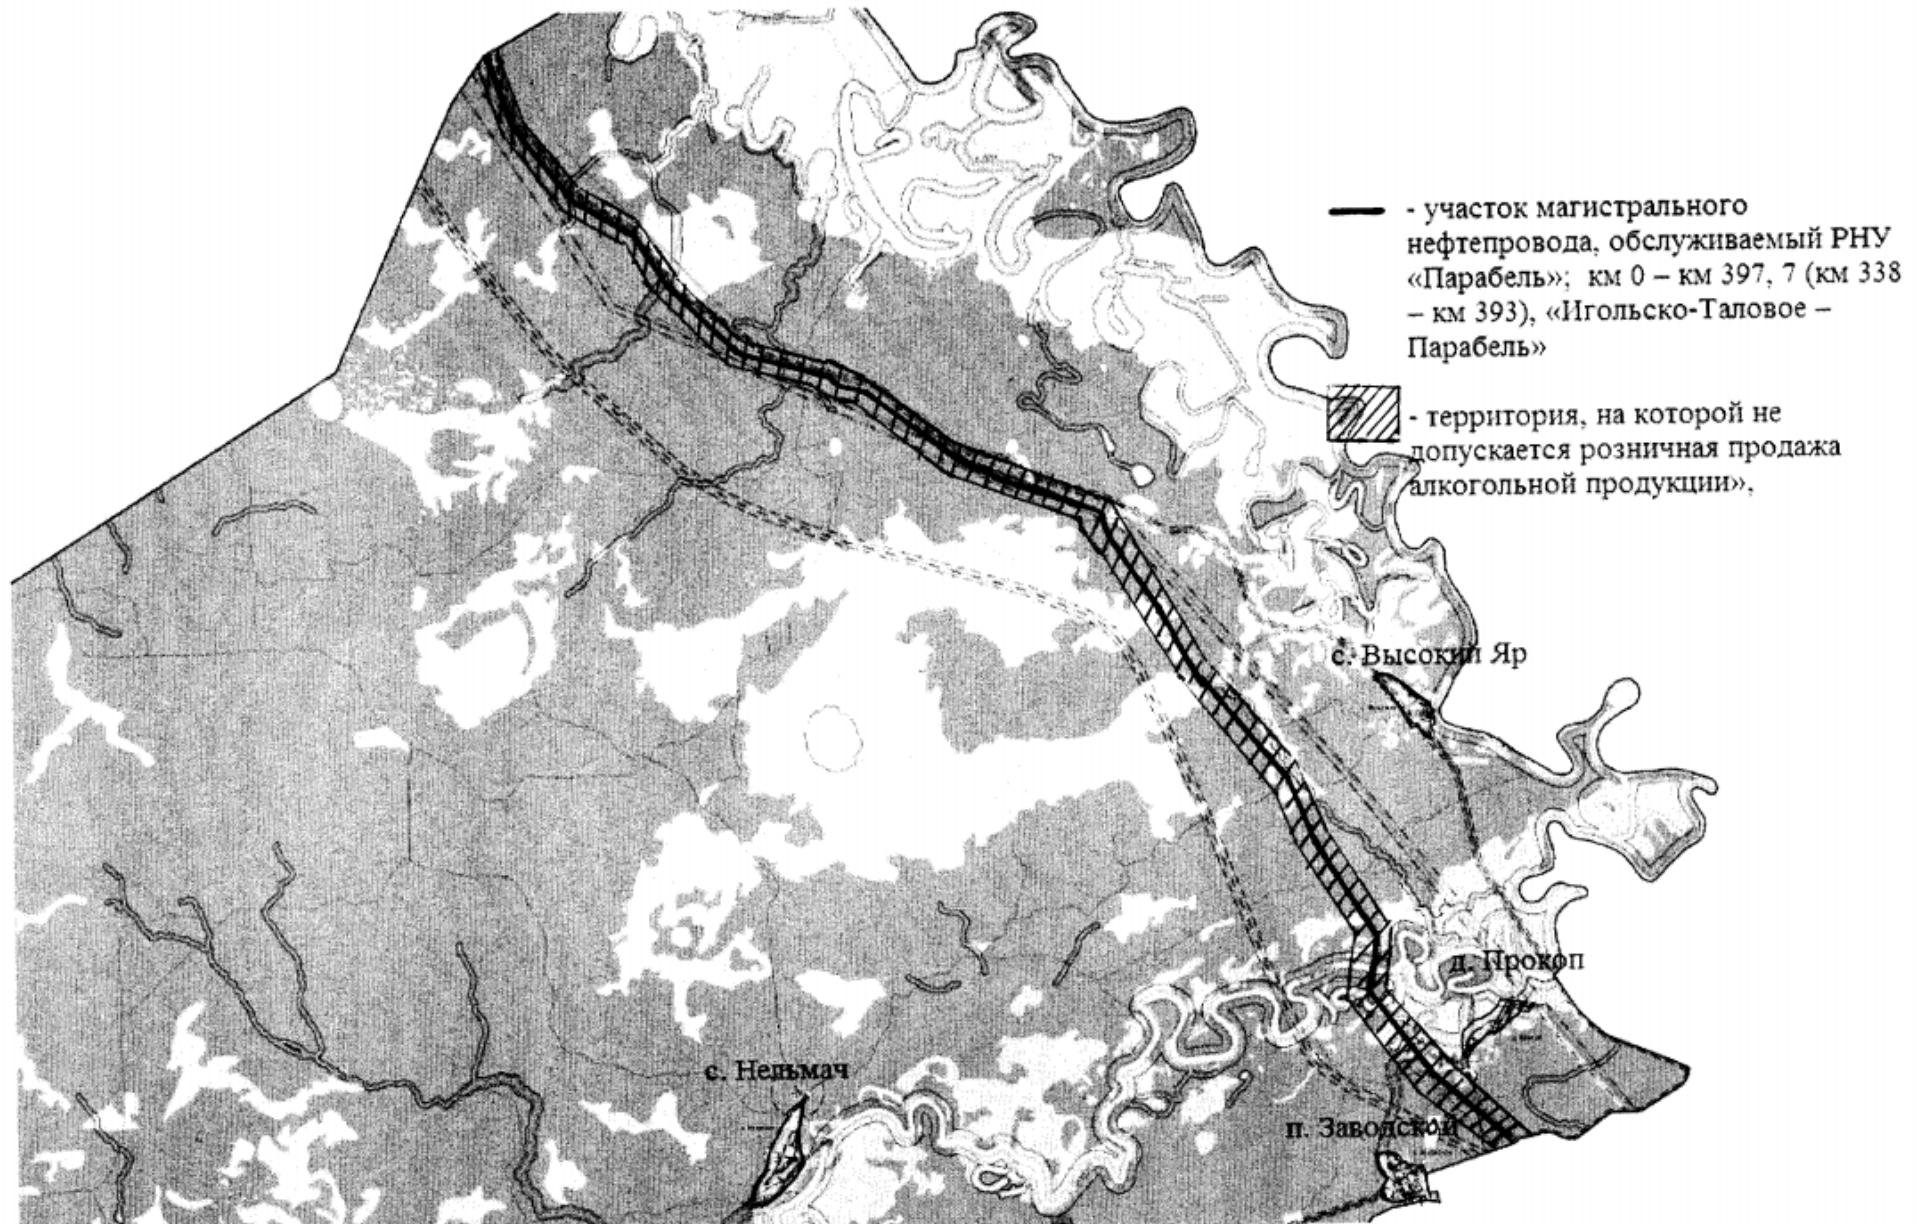 - участок магистрального
нефтепровода, обслуживаемый РНУ
«Парабель»; км 0 – км 397, 7 (км 338
– км 393), «Игольско-Таловое –
Парабель»
- территория, на которой не
допускается розничная продажа
алкогольной продукции»,
с. Высокий Яр
д. Прокоп
с. Нельмач
п. Заводской